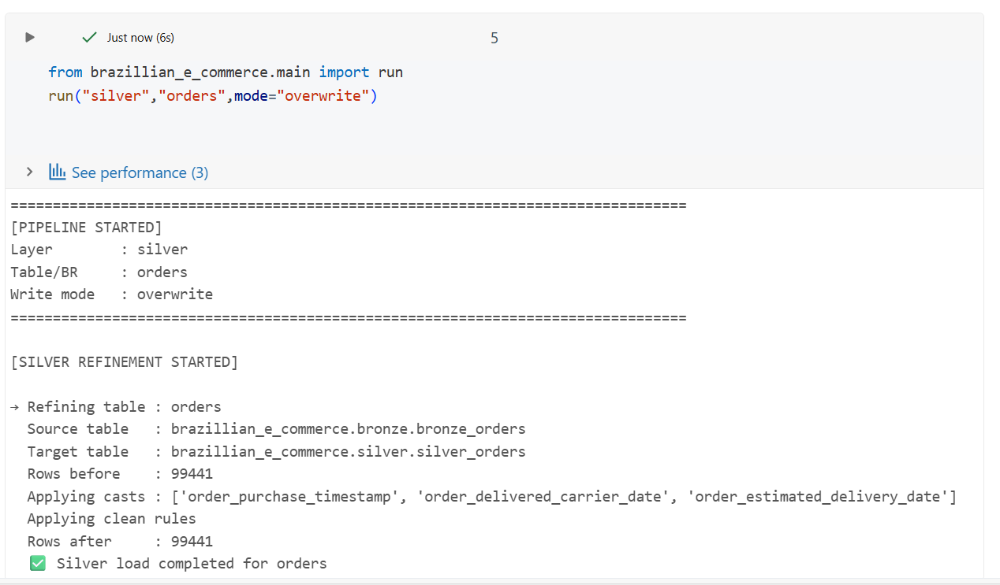 Just now (6s)
5
from brazillian_e_commerce.main import run
run("silver","orders",mode="overwrite")
See performance (3)
================================================================================
[PIPELINE STARTED]
Layer        : silver
Table/BR     : orders
Write mode   : overwrite
================================================================================
[SILVER REFINEMENT STARTED]
→ Refining table : orders
  Source table   : brazillian_e_commerce.bronze.bronze_orders
  Target table   : brazillian_e_commerce.silver.silver_orders
  Rows before    : 99441
  Applying casts : ['order_purchase_timestamp', 'order_delivered_carrier_date', 'order_estimated_delivery_date']
  Applying clean rules
  Rows after     : 99441
  ✅ Silver load completed for orders